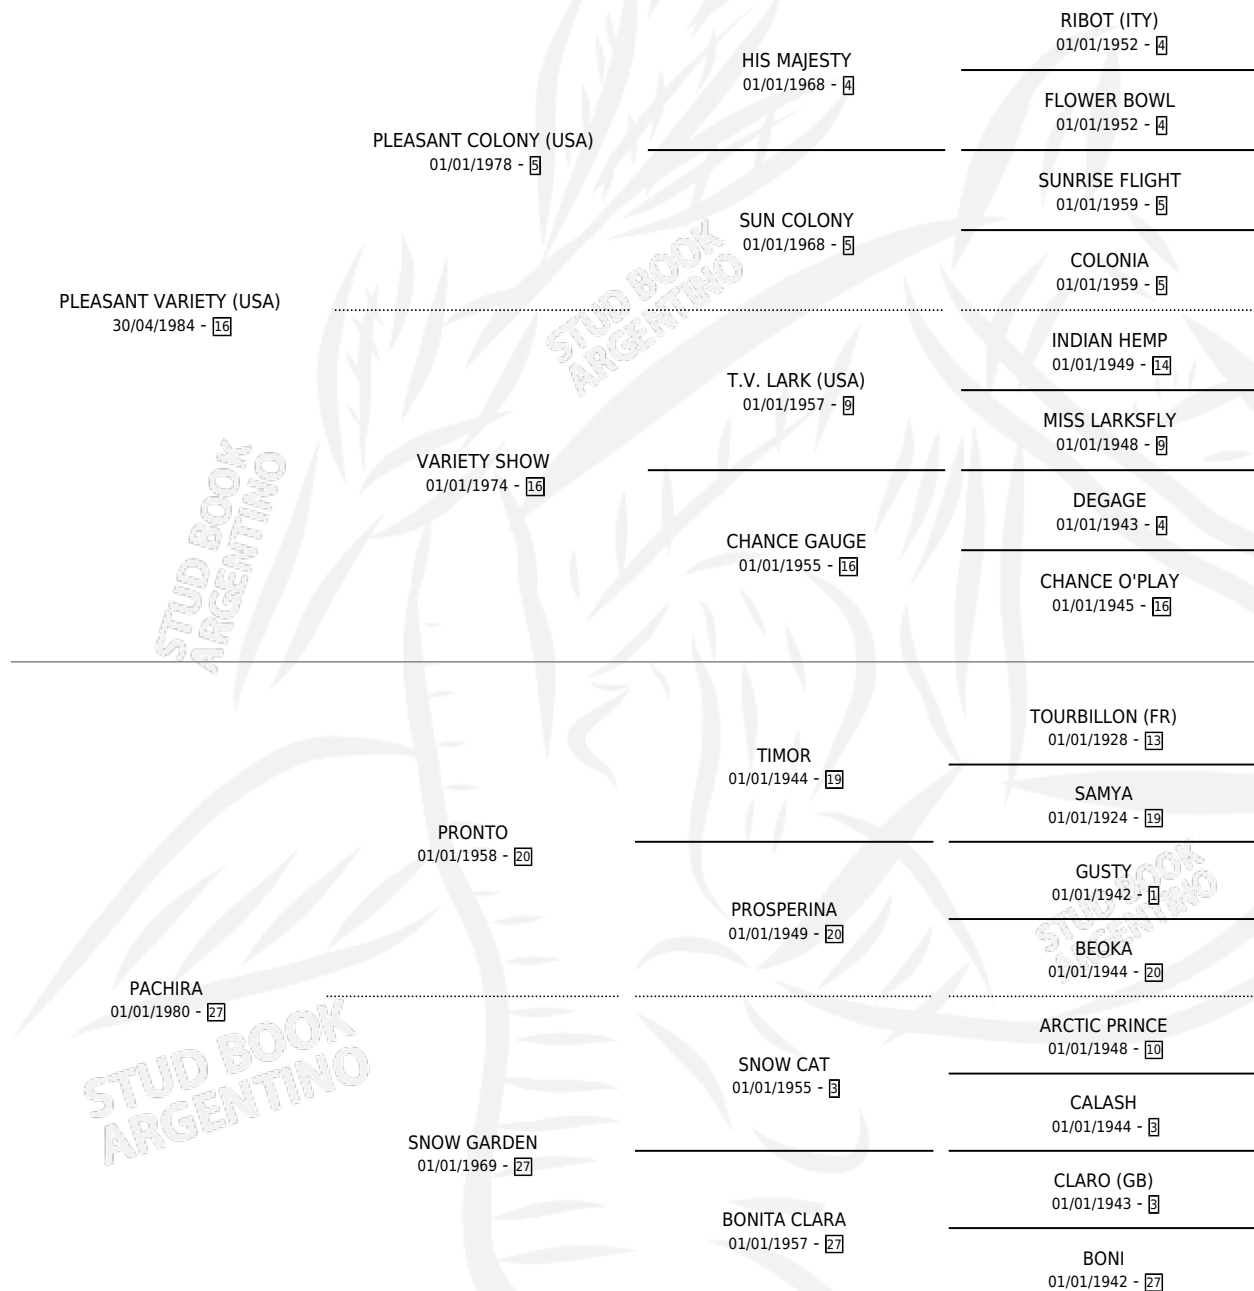 RIBOT (ITY)
01/01/1952 - 4
HIS MAJESTY
01/01/1968 - 4
FLOWER BOWL
01/01/1952 - 4
PLEASANT COLONY (USA)
01/01/1978 - 5
SUNRISE FLIGHT
01/01/1959 - 5
SUN COLONY
01/01/1968 - 5
COLONIA
01/01/1959 - 5
PLEASANT VARIETY (USA)
30/04/1984 - 16
INDIAN HEMP
01/01/1949 - 14
T.V. LARK (USA)
01/01/1957 - 9
MISS LARKSFLY
01/01/1948 - 9
VARIETY SHOW
01/01/1974 - 16
DEGAGE
01/01/1943 - 4
CHANCE GAUGE
01/01/1955 - 16
CHANCE O'PLAY
01/01/1945 - 16
TOURBILLON (FR)
01/01/1928 - 13
TIMOR
01/01/1944 - 19
SAMYA
01/01/1924 - 19
PRONTO
01/01/1958 - 20
GUSTY
01/01/1942 - 1
PROSPERINA
01/01/1949 - 20
BEOKA
01/01/1944 - 20
PACHIRA
01/01/1980 - 27
ARCTIC PRINCE
01/01/1948 - 10
SNOW CAT
01/01/1955 - 3
CALASH
01/01/1944 - 3
SNOW GARDEN
01/01/1969 - 27
CLARO (GB)
01/01/1943 - 3
BONITA CLARA
01/01/1957 - 27
BONI
01/01/1942 - 27
STUD BOOK
ARGENTINO
STUD BOOK
ARGENTINO
STUD BOOK
ARGENTINO
STUD BOOK
ARGENTINO